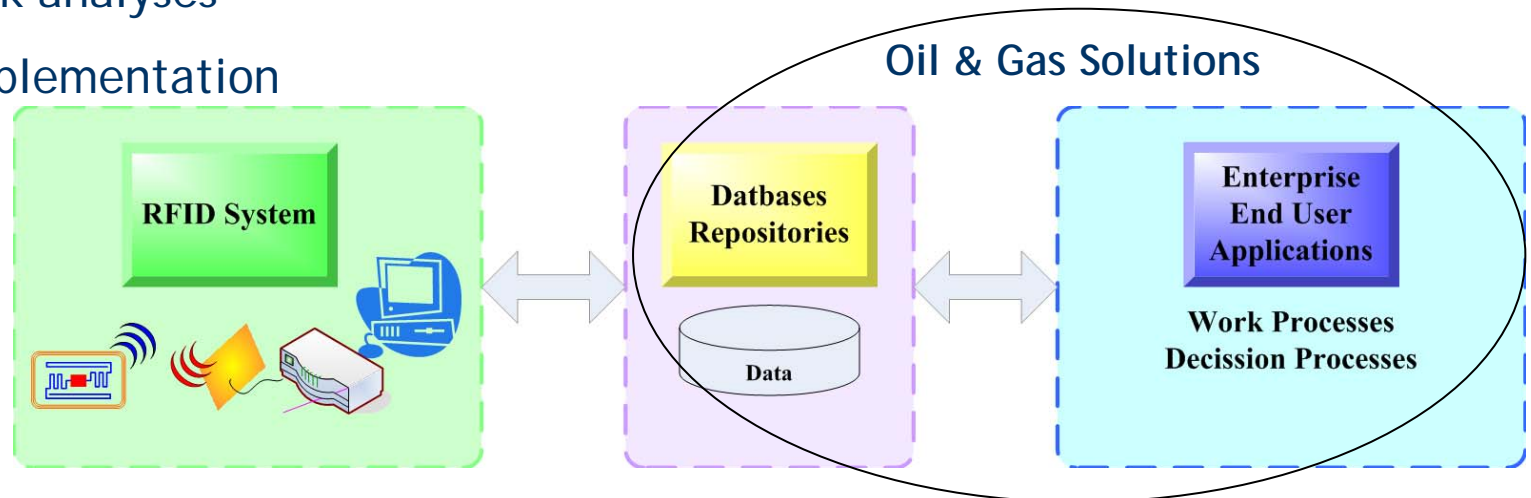 analyses
plementation
Oil & Gas Solutions
RFID System
Datbases
Repositories
Data
Enterprise
End User
Applications
Work Processes
Decission Processes